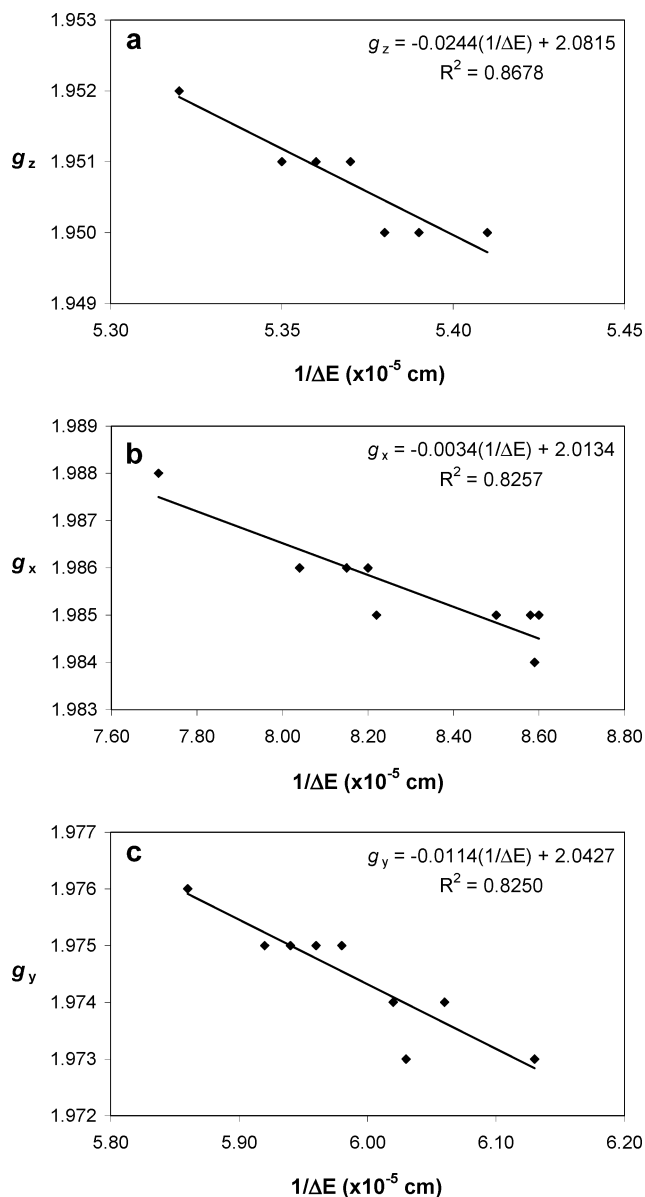 a
g z = -0.0244(1/ΔE) + 2.0815
R² = 0.8678
1.953
1.952
1.951
1.950
1.949
g z
5.30 5.35 5.40 5.45
1/ΔE (x10⁻⁵ cm)
b
g x = -0.0034(1/ΔE) + 2.0134
R² = 0.8257
1.989
1.988
1.987
1.986
1.985
1.984
1.983
g x
7.60 7.80 8.00 8.20 8.40 8.60 8.80
1/ΔE (x10⁻⁵ cm)
c
g y = -0.0114(1/ΔE) + 2.0427
R² = 0.8250
1.977
1.976
1.975
1.974
1.973
1.972
g y
5.80 5.90 6.00 6.10 6.20
1/ΔE (x10⁻⁵ cm)